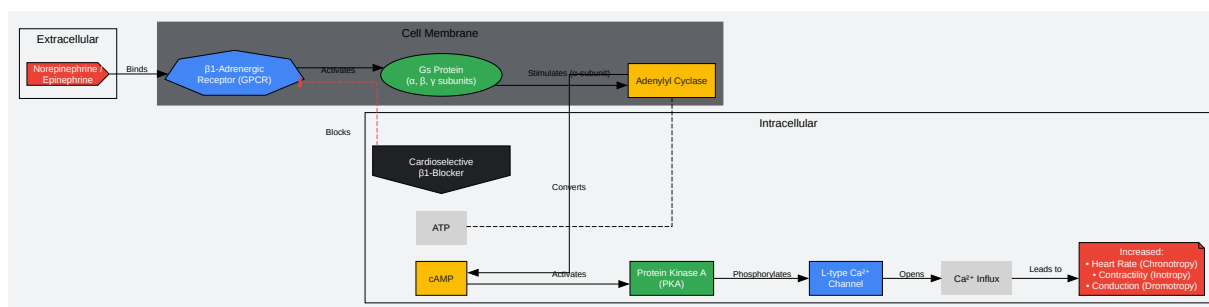 Extracellular
Norepinephrine /
Epinephrine
Binds
Cell Membrane
β1-Adrenergic
Receptor (GPCR)
Activates
Gs Protein
(α, β, γ subunits)
Stimulates (α-subunit)
Adenylyl Cyclase
Intracellular
Blocks
Cardioselective
β1-Blocker
Converts
ATP
cAMP
Activates
Protein Kinase A
(PKA)
Phosphorylates
L-type Ca²⁺
Channel
Opens
Ca²⁺ Influx
Leads to
Increased:
• Heart Rate (Chronotropy)
• Contractility (Inotropy)
• Conduction (Dromotropy)